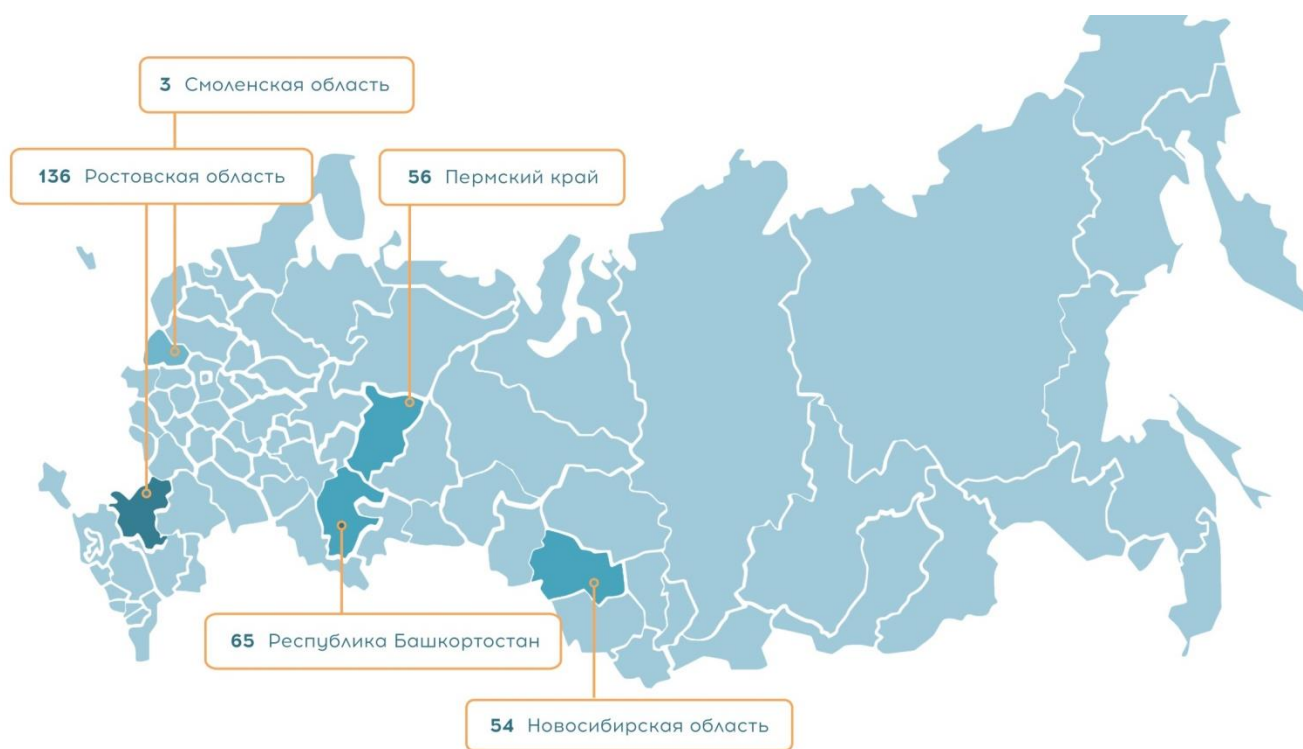 3 Смоленская область
136 Ростовская область
56 Пермский край
65 Республика Башкортостан
54 Новосибирская область